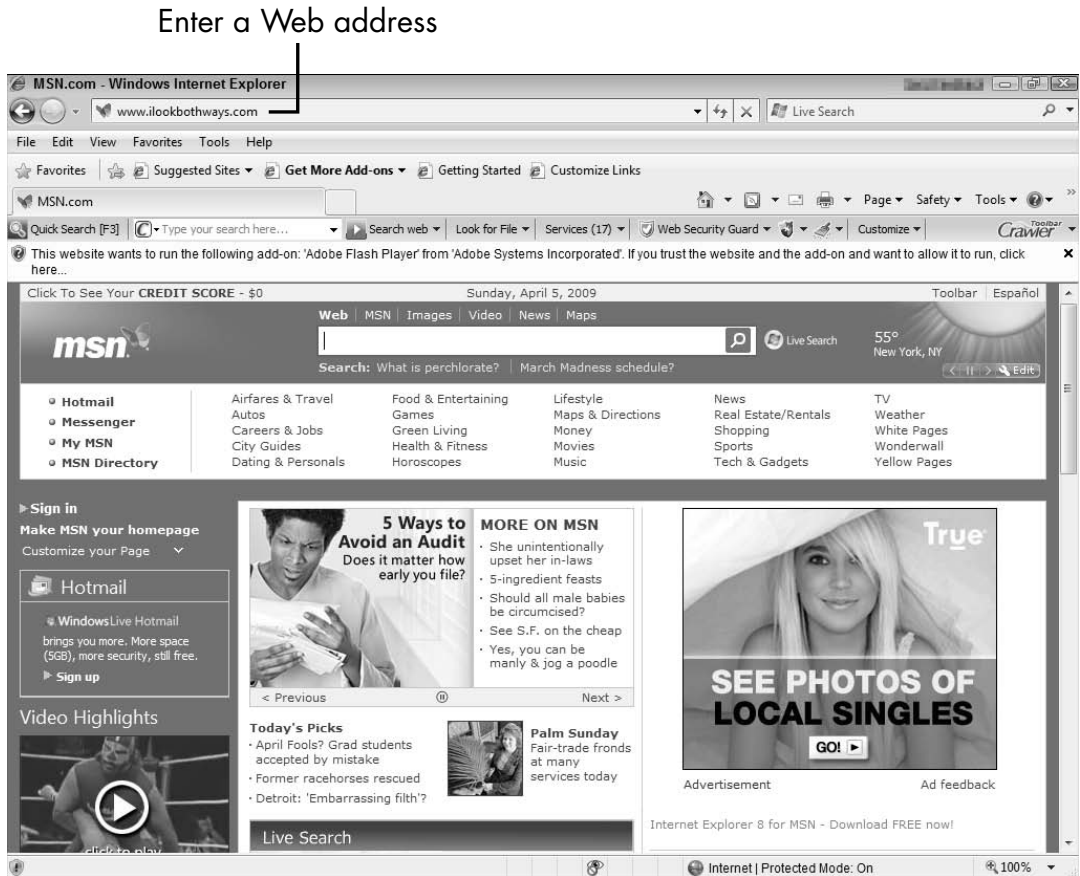 Enter a Web address
MSN.com - Windows Internet Explorer
www.ilookbothways.com
Live Search
File Edit View Favorites Tools Help
Favorites Suggested Sites Get More Add-ons Getting Started Customize Links
MSN.com
Page Safety Tools
Quick Search [F3] Type your search here... Search web Look for File Services (17) Web Security Guard Customize Crawler Toolbar
This website wants to run the following add-on: 'Adobe Flash Player' from 'Adobe Systems Incorporated'. If you trust the website and the add-on and want to allow it to run, click
here...
Click To See Your CREDIT SCORE - $0 Sunday, April 5, 2009 Toolbar Español
Web MSN Images Video News Maps
msn
Live Search
55°
New York, NY
Edit
Search: What is perchlorate? March Madness schedule?
Hotmail
Messenger
My MSN
MSN Directory
Airfares & Travel
Autos
Careers & Jobs
City Guides
Dating & Personals
Food & Entertaining
Games
Green Living
Health & Fitness
Horoscopes
Lifestyle
Maps & Directions
Money
Movies
Music
News
Real Estate/Rentals
Shopping
Sports
Tech & Gadgets
TV
Weather
White Pages
Wonderwall
Yellow Pages
Sign in
Make MSN your homepage
Customize your Page
Hotmail
WindowsLive Hotmail
brings you more. More space
(5GB), more security, still free.
Sign up
Video Highlights
click to play
5 Ways to
Avoid an Audit
Does it matter how
early you file?
MORE ON MSN
· She unintentionally
upset her in-laws
· 5-ingredient feasts
· Should all male babies
be circumcised?
· See S.F. on the cheap
· Yes, you can be
manly & jog a poodle
< Previous Next >
Today's Picks
· April Fools? Grad students
accepted by mistake
· Former racehorses rescued
· Detroit: 'Embarrassing filth'?
Palm Sunday
Fair-trade fronds
at many
services today
Live Search
True
SEE PHOTOS OF
LOCAL SINGLES
GO!
Advertisement Ad feedback
Internet Explorer 8 for MSN - Download FREE now!
Internet | Protected Mode: On 100%